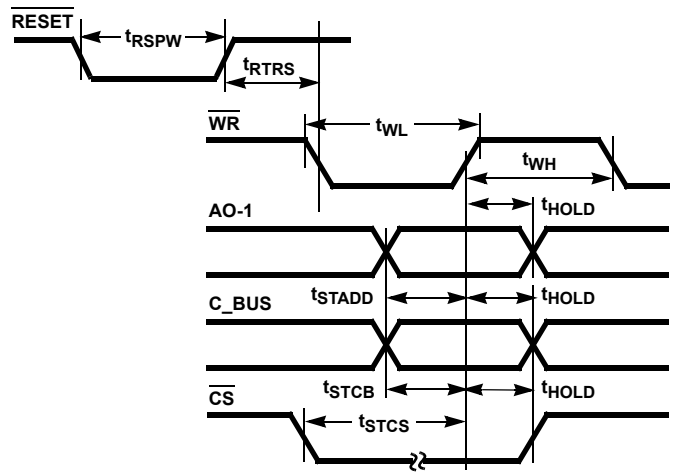 RESET
tRSPW
tRTRS
WR
tWL
tWH
AO-1
tHOLD
tSTADD
tHOLD
C_BUS
tSTCB
tHOLD
CS
tSTCS